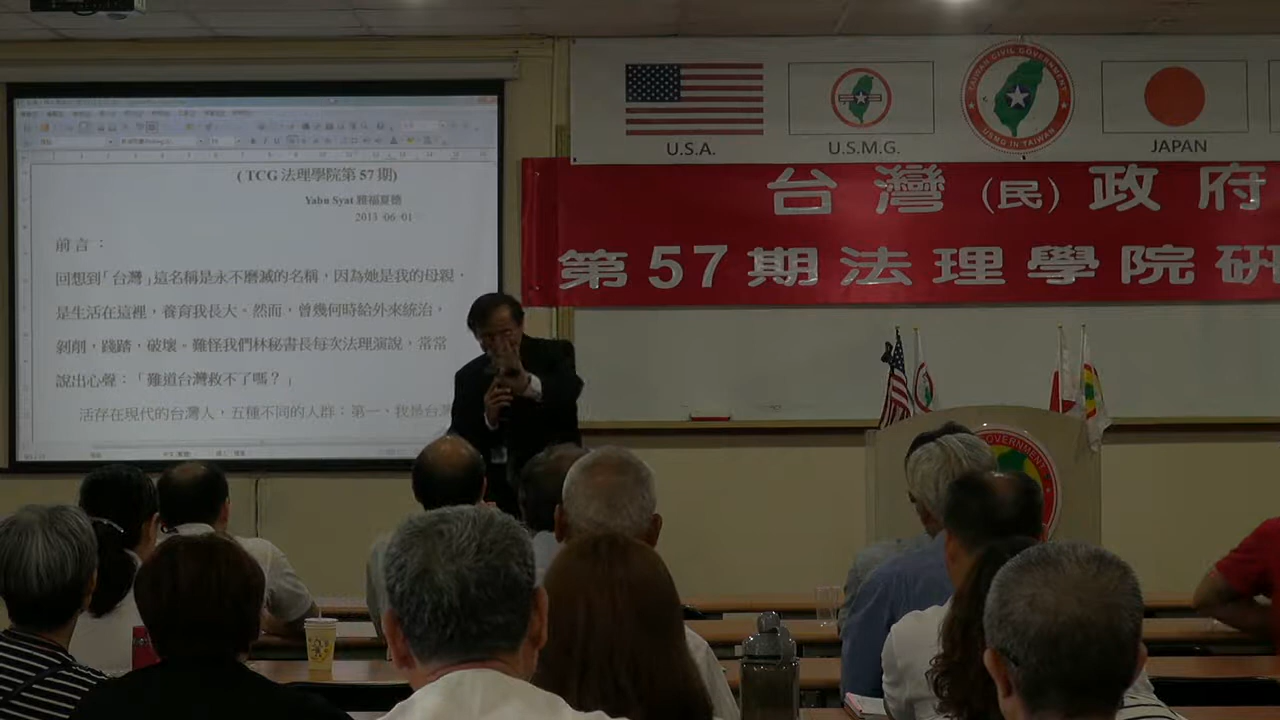 (TCG 法理學院第 57 期)
Yabu Syat 雅福夏德
2013 -06 -01
前言：
回想到「台灣」這名稱是永不磨滅的名稱，因為她是我的母親，
是生活在這裡，養育我長大。然而，曾幾何時給外來統治，
剝削，踐踏，破壞。難怪我們林秘書長每次法理演說，常常
說出心聲：「難道台灣救不了嗎？」
活存在現代的台灣人，五種不同的人群：第一、我是台灣
U.S.A.
U.S.M.G.
TAIWAN CIVIL GOVERNMENT
USMG IN TAIWAN
JAPAN
台灣(民)政府
第57期法理學院研
GOVERNMENT